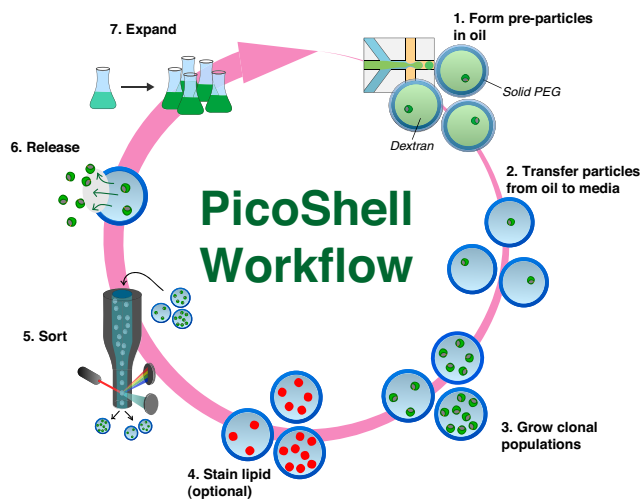 7. Expand
1. Form pre-particles
in oil
Solid PEG
Dextran
6. Release
2. Transfer particles
from oil to media
PicoShell
Workflow
5. Sort
3. Grow clonal
populations
4. Stain lipid
(optional)